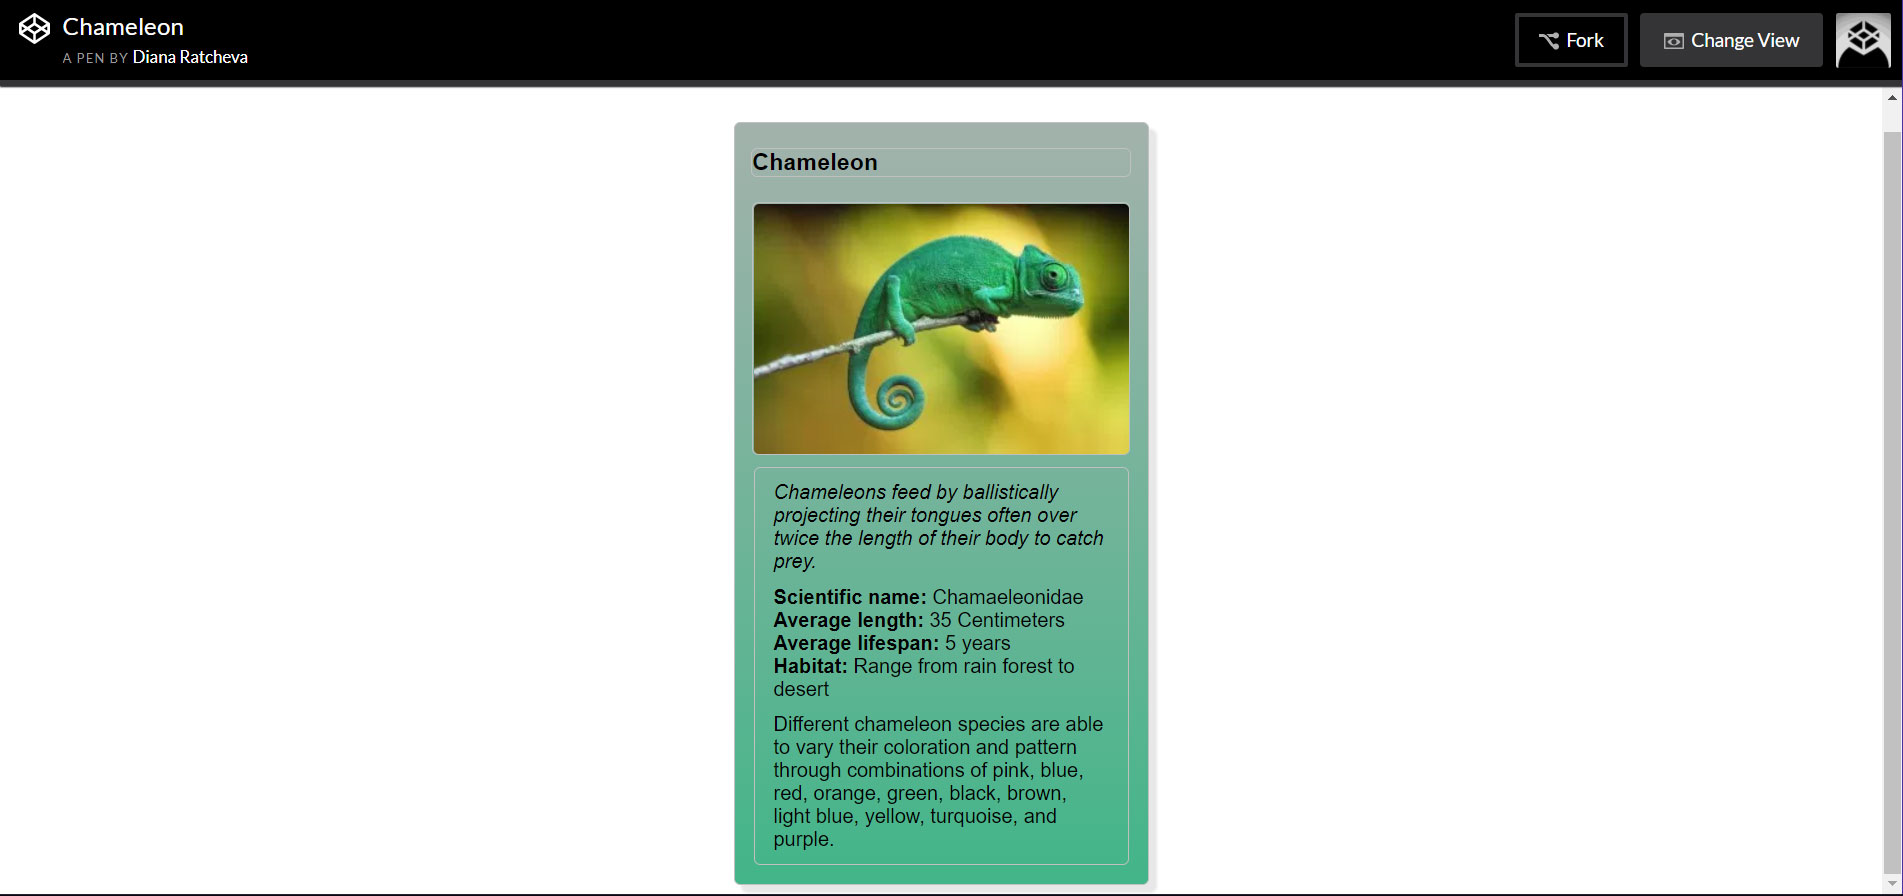 Chameleon
A PEN BY Diana Ratcheva
Fork
Change View
Chameleon
Chameleons feed by ballistically
projecting their tongues often over
twice the length of their body to catch
prey.
Scientific name: Chamaeleonidae
Average length: 35 Centimeters
Average lifespan: 5 years
Habitat: Range from rain forest to
desert
Different chameleon species are able
to vary their coloration and pattern
through combinations of pink, blue,
red, orange, green, black, brown,
light blue, yellow, turquoise, and
purple.